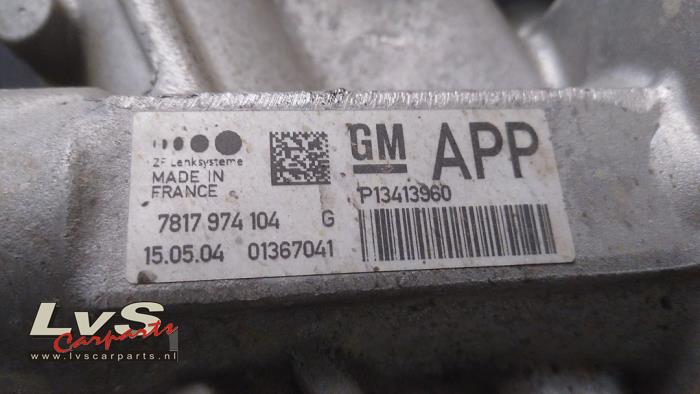 ZF Lenksysteme
MADE IN
FRANCE
7817 974 104 G
15.05.04 01367041
GM APP
P13413960
LvS
Carparts
www.lvscarparts.nl